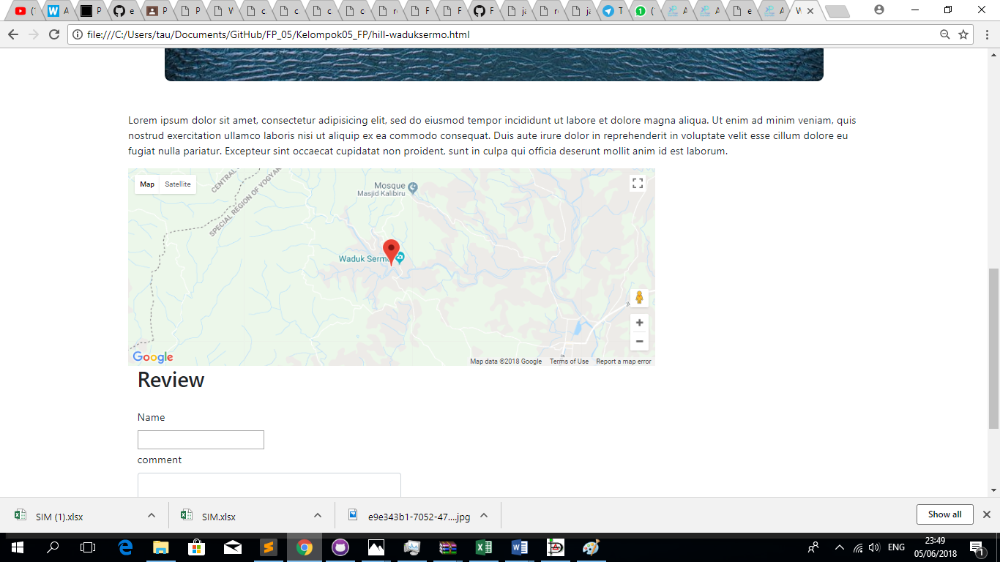 file:///C:/Users/tau/Documents/GitHub/FP_05/Kelompok05_FP/hill-waduksermo.html
Lorem ipsum dolor sit amet, consectetur adipisicing elit, sed do eiusmod tempor incididunt ut labore et dolore magna aliqua. Ut enim ad minim veniam, quis
nostrud exercitation ullamco laboris nisi ut aliquip ex ea commodo consequat. Duis aute irure dolor in reprehenderit in voluptate velit esse cillum dolore eu
fugiat nulla pariatur. Excepteur sint occaecat cupidatat non proident, sunt in culpa qui officia deserunt mollit anim id est laborum.
Map Satellite
CENTRAL
SPECIAL REGION OF YOGYAK
Mosque
Masjid Kalibiru
Waduk Sermo
Google
Map data ©2018 Google Terms of Use Report a map error
Review
Name
comment
SIM (1).xlsx
SIM.xlsx
e9e343b1-7052-47....jpg
Show all
ENG
23:49
05/06/2018
1